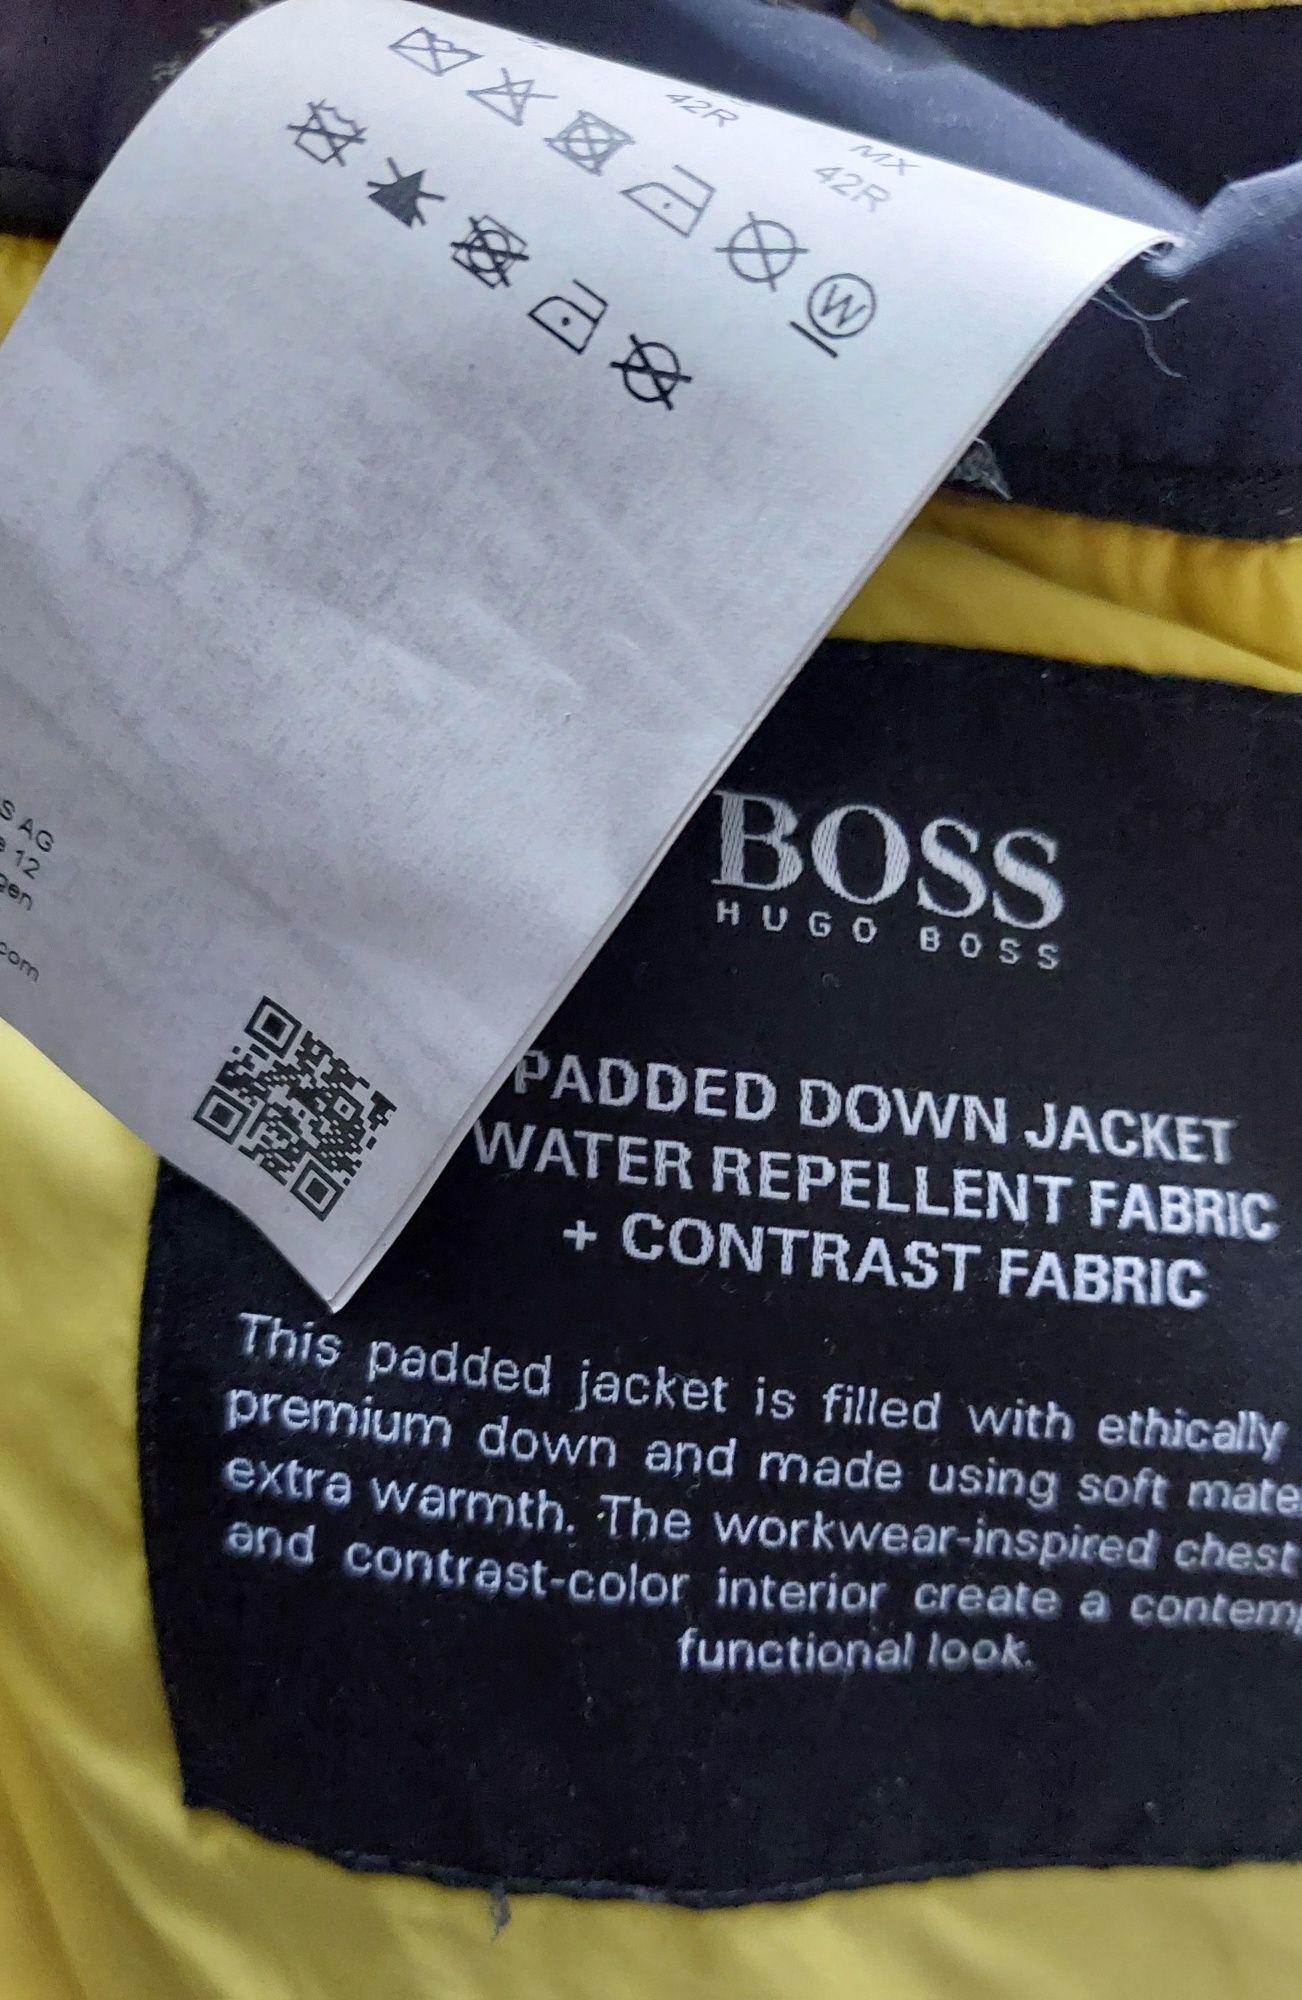 42R
MX
42R
W
S AG
12
gen
com
BOSS
HUGO BOSS
PADDED DOWN JACKET
WATER REPELLENT FABRIC
+ CONTRAST FABRIC
This padded jacket is filled with ethically
premium down and made using soft mate
extra warmth. The workwear-inspired chest
and contrast-color interior create a contemp
functional look.